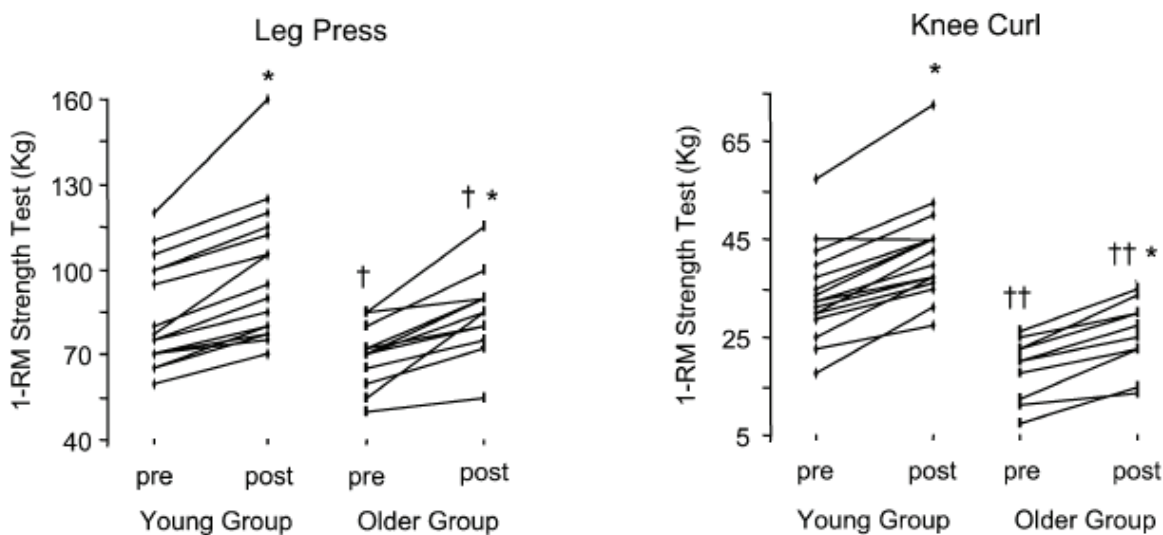 Leg Press
*
1-RM Strength Test (Kg)
160
130
100
70
40
† *
†
pre post pre post
Young Group Older Group
Knee Curl
*
1-RM Strength Test (Kg)
65
45
25
5
†† *
††
pre post pre post
Young Group Older Group